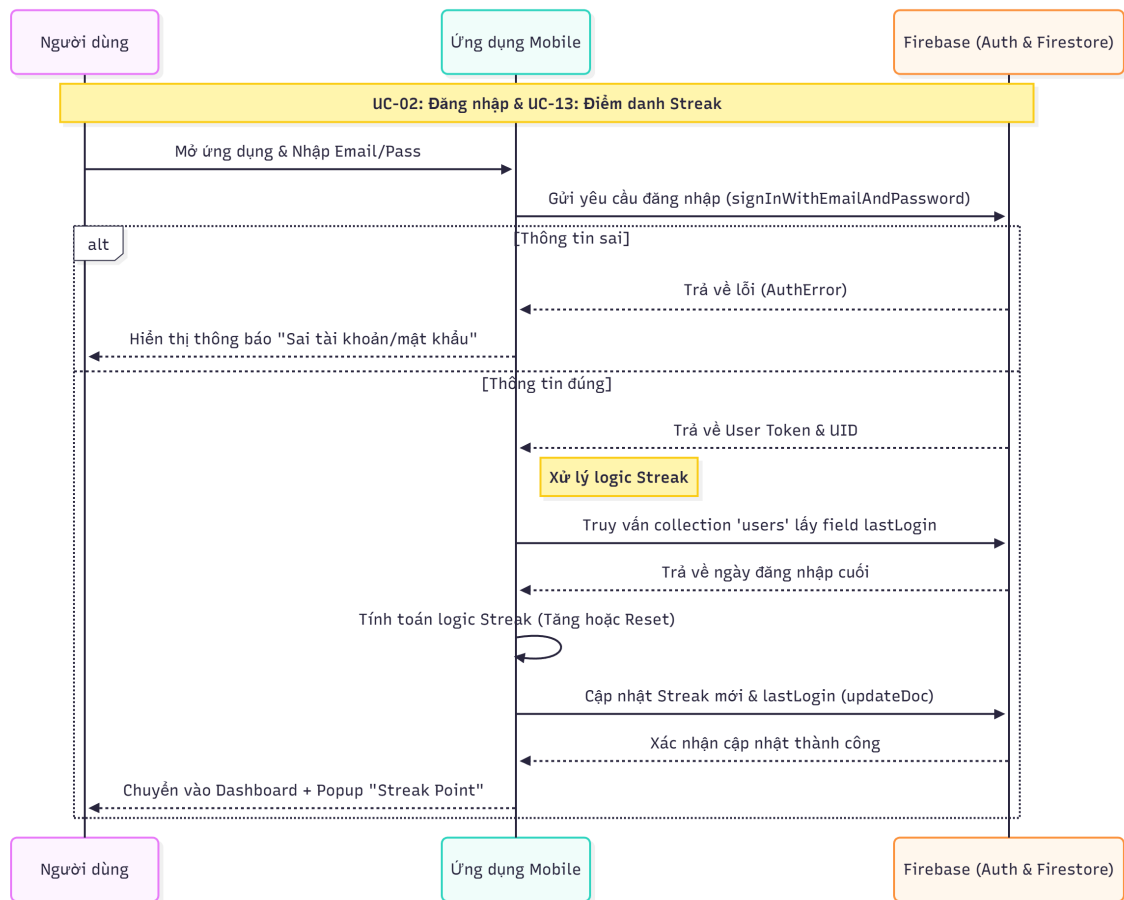 Người dùng
Ứng dụng Mobile
Firebase (Auth & Firestore)
UC-02: Đăng nhập & UC-13: Điểm danh Streak
Mở ứng dụng & Nhập Email/Pass
Gửi yêu cầu đăng nhập (signInWithEmailAndPassword)
alt
[Thông tin sai]
Trả về lỗi (AuthError)
Hiển thị thông báo "Sai tài khoản/mật khẩu"
[Thông tin đúng]
Trả về User Token & UID
Xử lý logic Streak
Truy vấn collection 'users' lấy field lastLogin
Trả về ngày đăng nhập cuối
Tính toán logic Streak (Tăng hoặc Reset)
Cập nhật Streak mới & lastLogin (updateDoc)
Xác nhận cập nhật thành công
Chuyển vào Dashboard + Popup "Streak Point"
Người dùng
Ứng dụng Mobile
Firebase (Auth & Firestore)